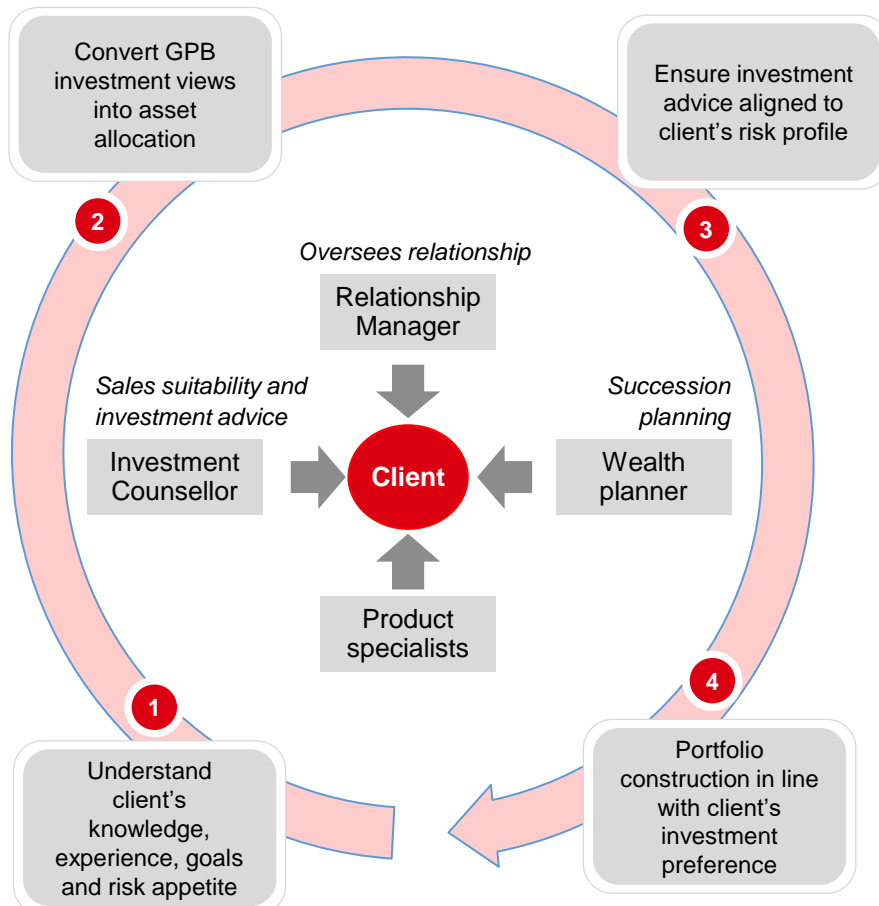 Convert GPB
investment views
into asset
allocation
Ensure investment
advice aligned to
client’s risk profile
2
3
Oversees relationship
Relationship
Manager
Sales suitability and
investment advice
Investment
Counsellor
Client
Succession
planning
Wealth
planner
Product
specialists
1
4
Understand
client’s
knowledge,
experience, goals
and risk appetite
Portfolio
construction in line
with client’s
investment
preference